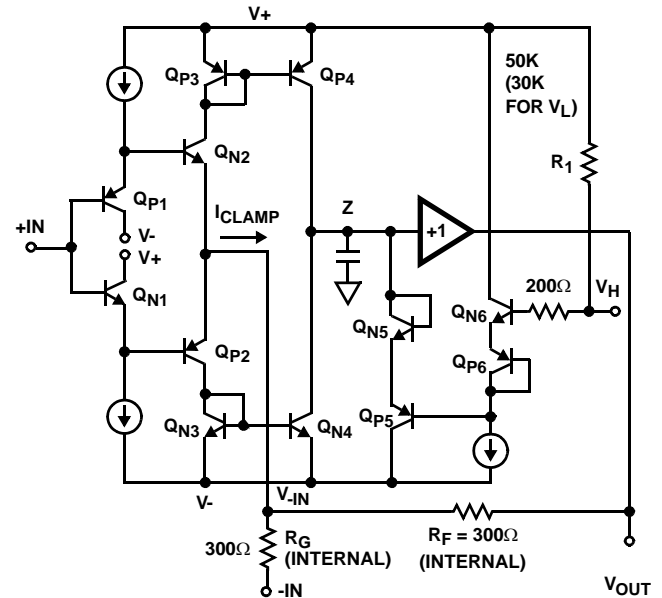 V+
50K
(30K
FOR VL)
QP3
QP4
QN2
R1
QP1
ICLAMP
Z
+IN
V-
V+
+1
200Ω
VH
QN1
QN5
QN6
QP2
QP6
QP5
QN3
QN4
V-
V-IN
300Ω
RG
(INTERNAL)
RF = 300Ω
(INTERNAL)
-IN
VOUT